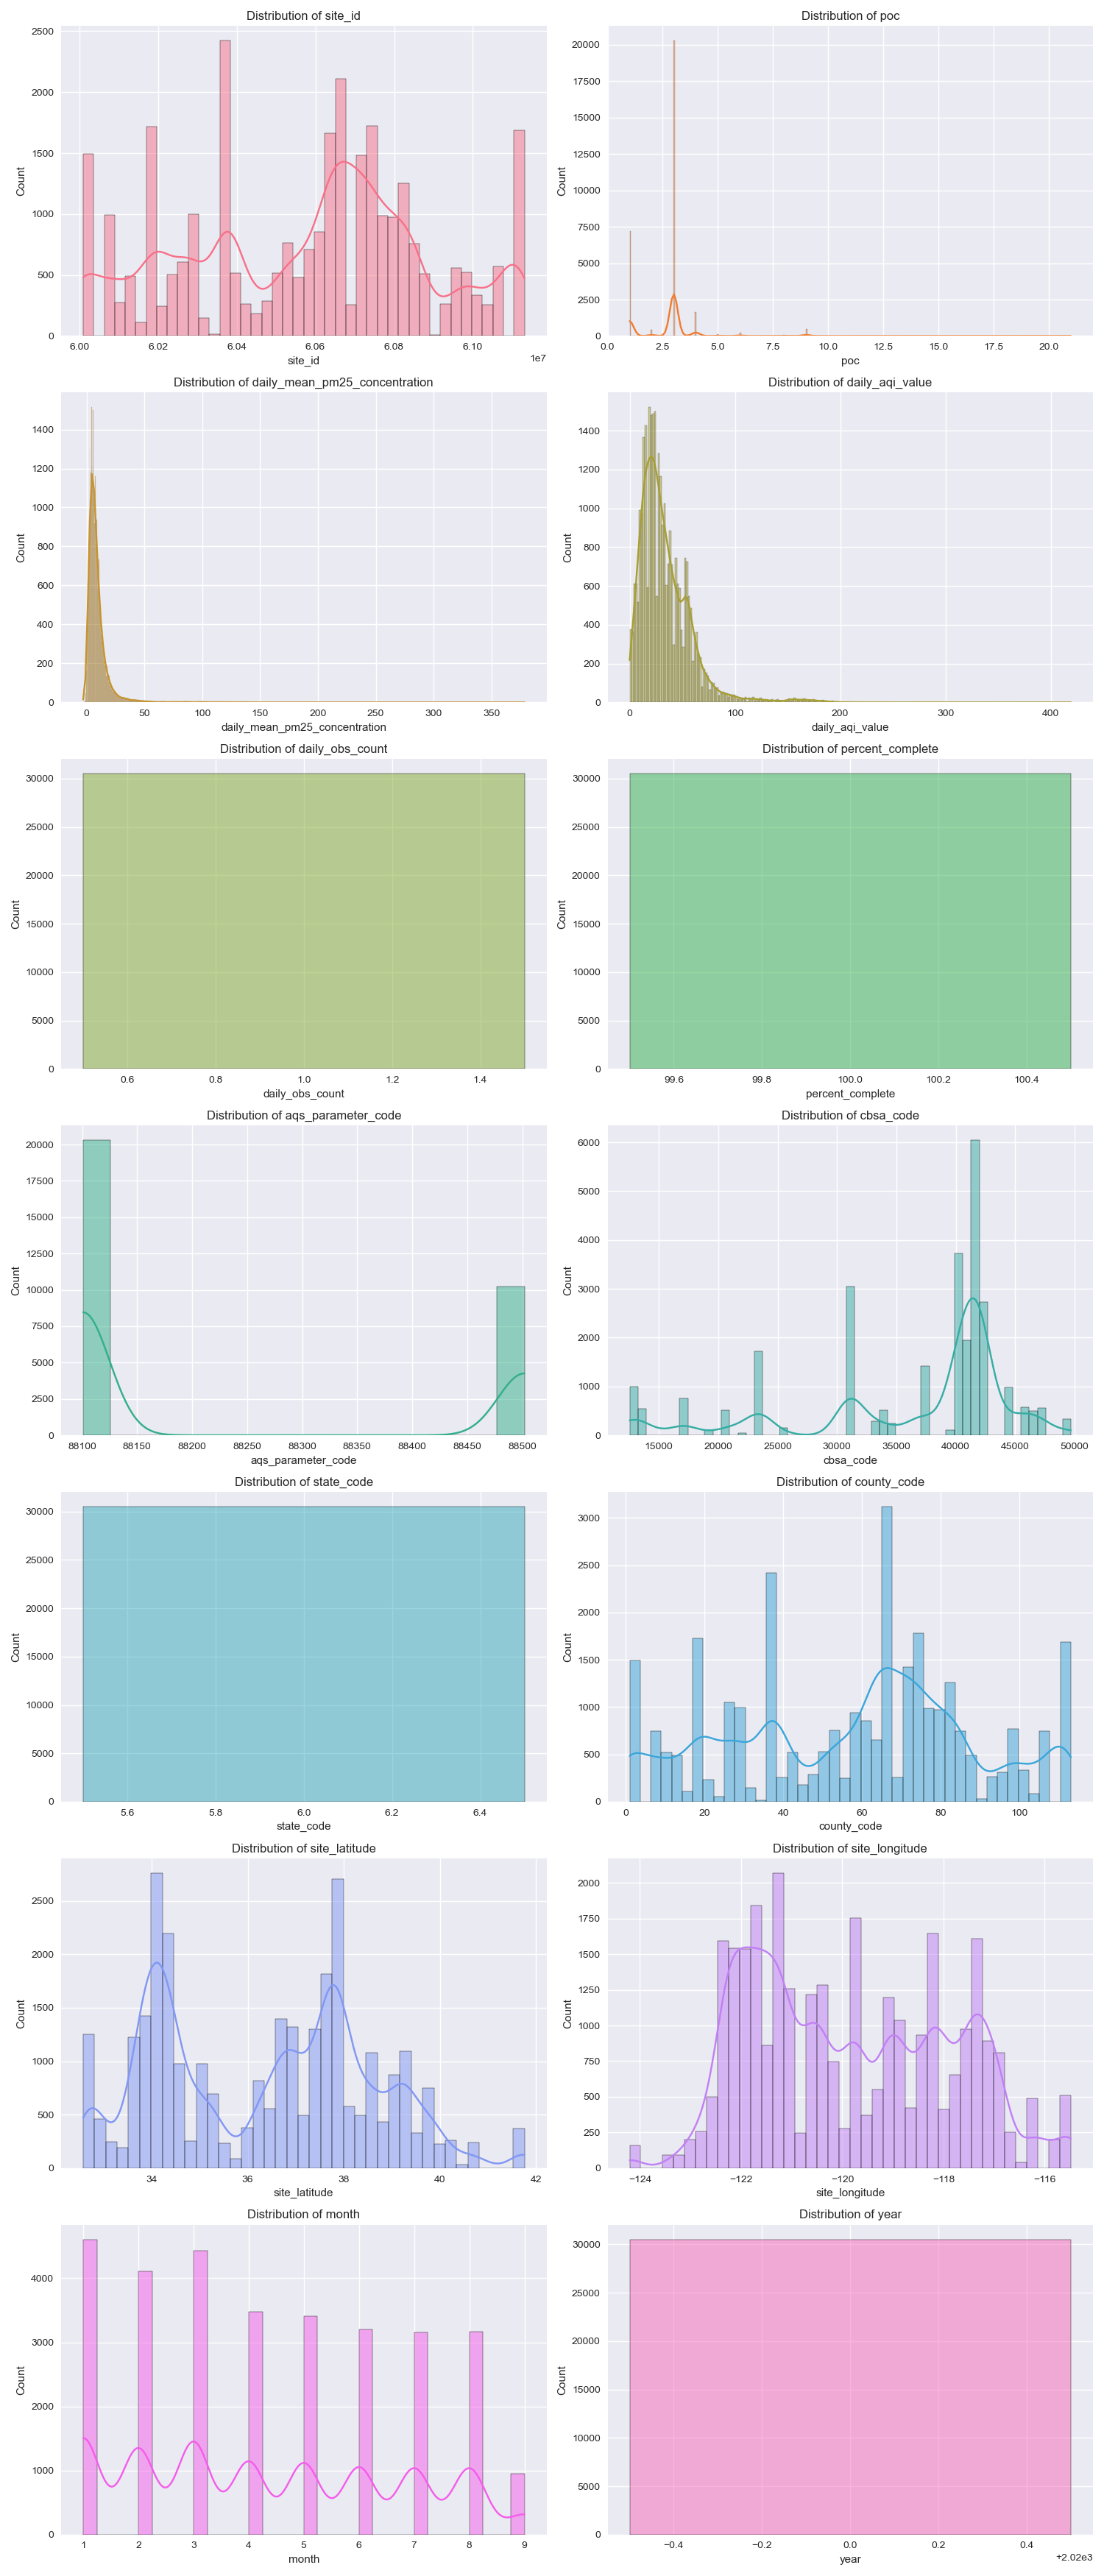 Distribution of site_id
2500
2000
1500
1000
500
0
Count
6.00 6.02 6.04 6.06 6.08 6.10
1e7
site_id
Distribution of poc
20000
17500
15000
12500
10000
7500
5000
2500
0
Count
0.0 2.5 5.0 7.5 10.0 12.5 15.0 17.5 20.0
poc
Distribution of daily_mean_pm25_concentration
1400
1200
1000
800
600
400
200
0
Count
0 50 100 150 200 250 300 350
daily_mean_pm25_concentration
Distribution of daily_aqi_value
1400
1200
1000
800
600
400
200
0
Count
0 100 200 300 400
daily_aqi_value
Distribution of daily_obs_count
30000
25000
20000
15000
10000
5000
0
Count
0.6 0.8 1.0 1.2 1.4
daily_obs_count
Distribution of percent_complete
30000
25000
20000
15000
10000
5000
0
Count
99.6 99.8 100.0 100.2 100.4
percent_complete
Distribution of aqs_parameter_code
20000
17500
15000
12500
10000
7500
5000
2500
0
Count
88100 88150 88200 88250 88300 88350 88400 88450 88500
aqs_parameter_code
Distribution of cbsa_code
6000
5000
4000
3000
2000
1000
0
Count
15000 20000 25000 30000 35000 40000 45000 50000
cbsa_code
Distribution of state_code
30000
25000
20000
15000
10000
5000
0
Count
5.6 5.8 6.0 6.2 6.4
state_code
Distribution of county_code
3000
2500
2000
1500
1000
500
0
Count
0 20 40 60 80 100
county_code
Distribution of site_latitude
2500
2000
1500
1000
500
0
Count
34 36 38 40 42
site_latitude
Distribution of site_longitude
2000
1750
1500
1250
1000
750
500
250
0
Count
−124 −122 −120 −118 −116
site_longitude
Distribution of month
4000
3000
2000
1000
0
Count
1 2 3 4 5 6 7 8 9
month
Distribution of year
30000
25000
20000
15000
10000
5000
0
Count
−0.4 −0.2 0.0 0.2 0.4
+2.02e3
year